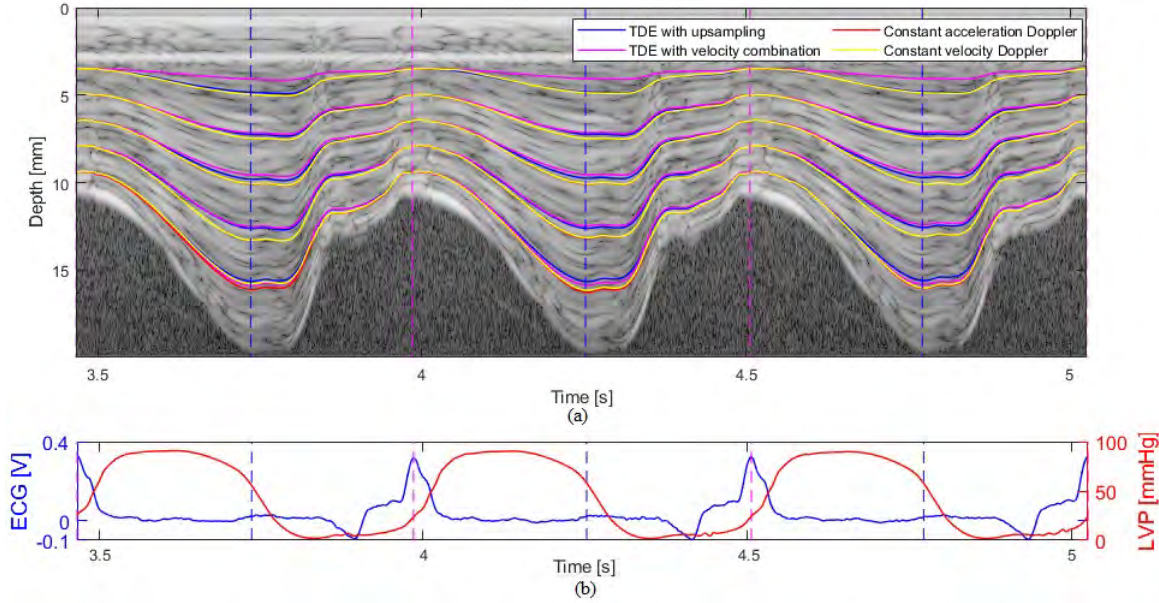 0
5
10
15
Depth [mm]
TDE with upsampling
TDE with velocity combination
Constant acceleration Doppler
Constant velocity Doppler
3.5
4
4.5
5
Time [s]
(a)
0.4
0
-0.1
ECG [V]
100
50
0
LVP [mmHg]
3.5
4
4.5
5
Time [s]
(b)